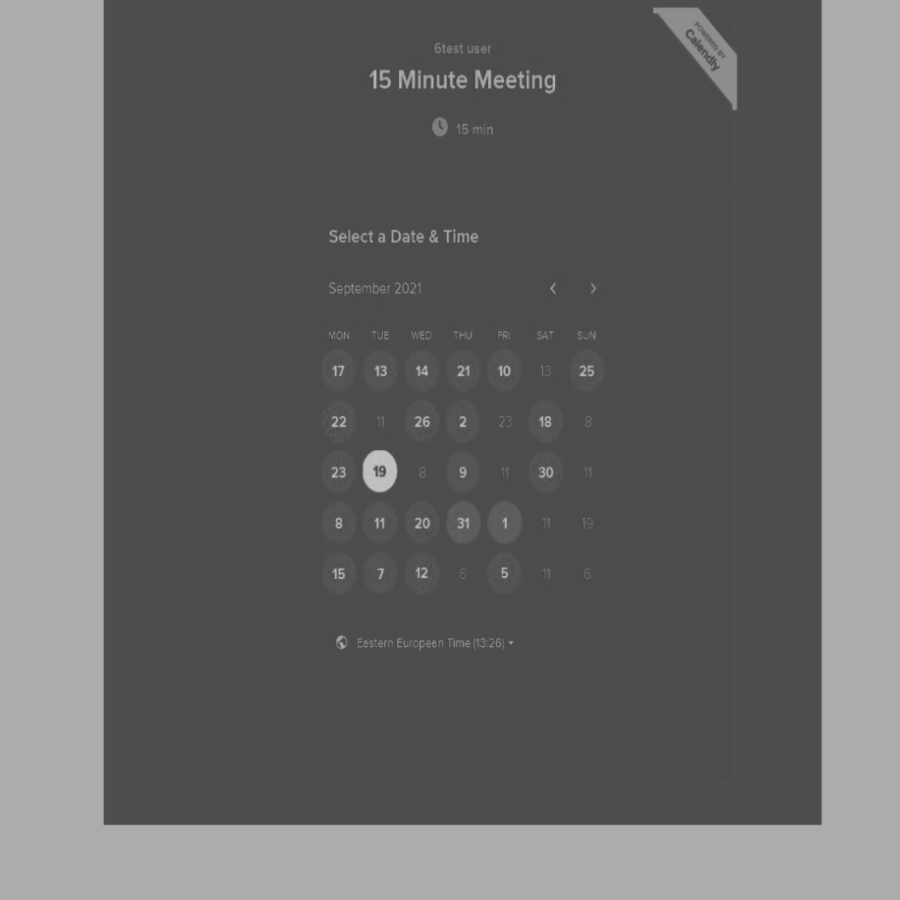 POWERED BY
Calendly
6test user
15 Minute Meeting
15 min
Select a Date & Time
September 2021
MON TUE WED THU FRI SAT SUN
17 13 14 21 10 13 25
22 11 26 2 23 18 8
23 19 8 9 11 30 11
8 11 20 31 1 11 19
15 7 12 6 5 11 6
Eastern European Time (13:26)